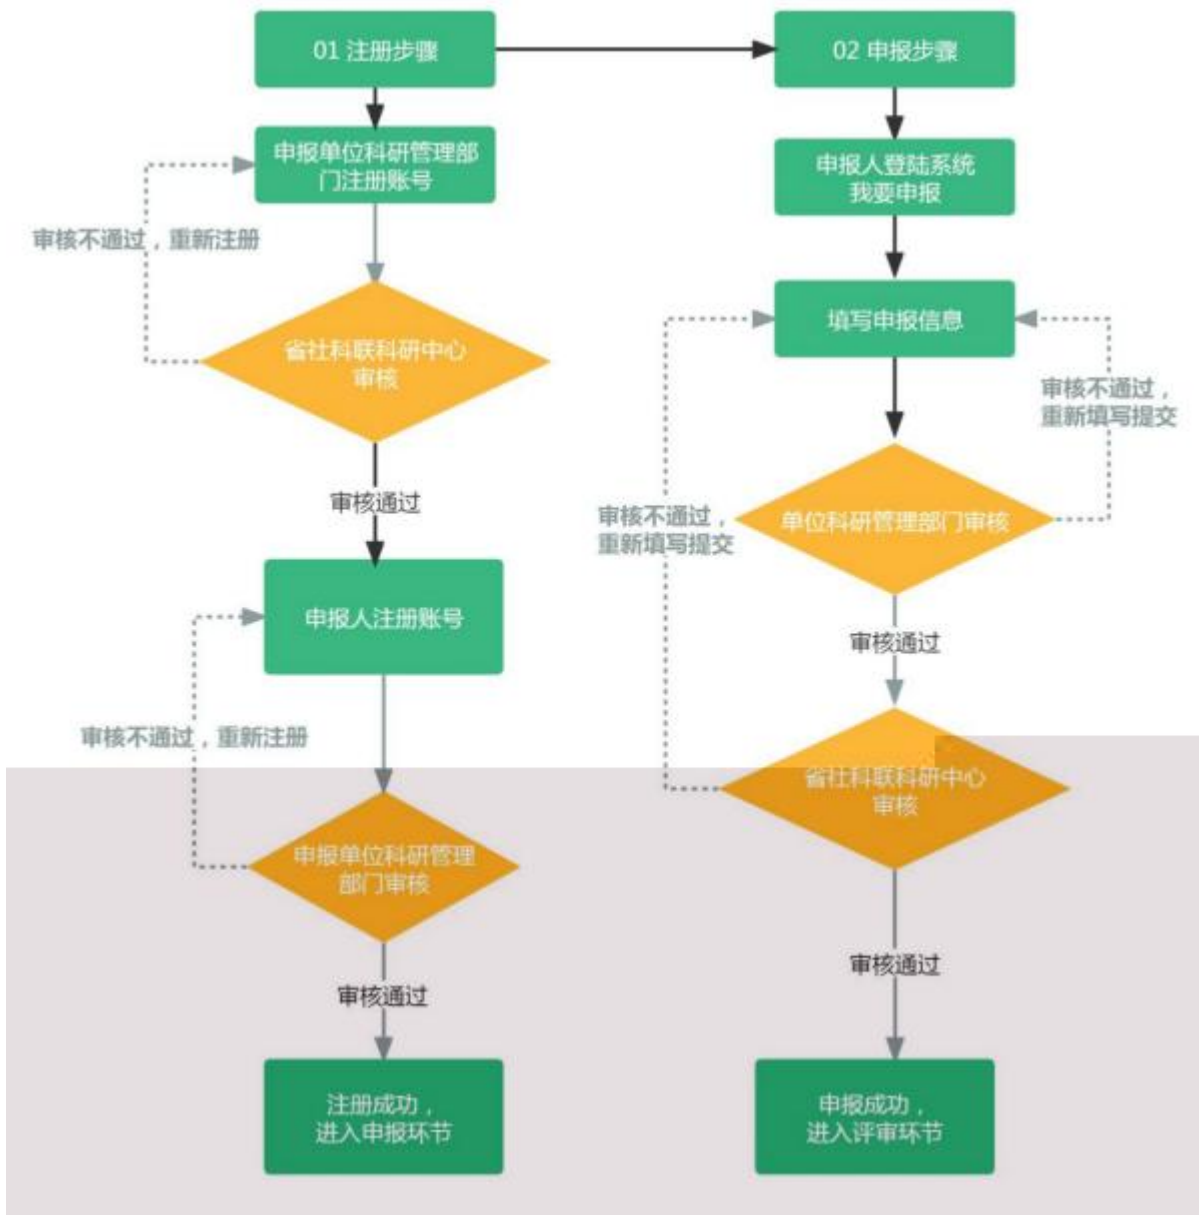 01 注册步骤
02 申报步骤
申报单位科研管理部
门注册账号
审核不通过，重新注册
省社科联科研中心
审核
审核通过
申报人注册账号
审核不通过，重新注册
申报单位科研管理
部门审核
审核通过
注册成功，
进入申报环节
申报人登陆系统
我要申报
填写申报信息
审核不通过，
重新填写提交
单位科研管理部门审核
审核不通过，
重新填写提交
审核通过
省社科联科研中心
审核
审核通过
申报成功，
进入评审环节